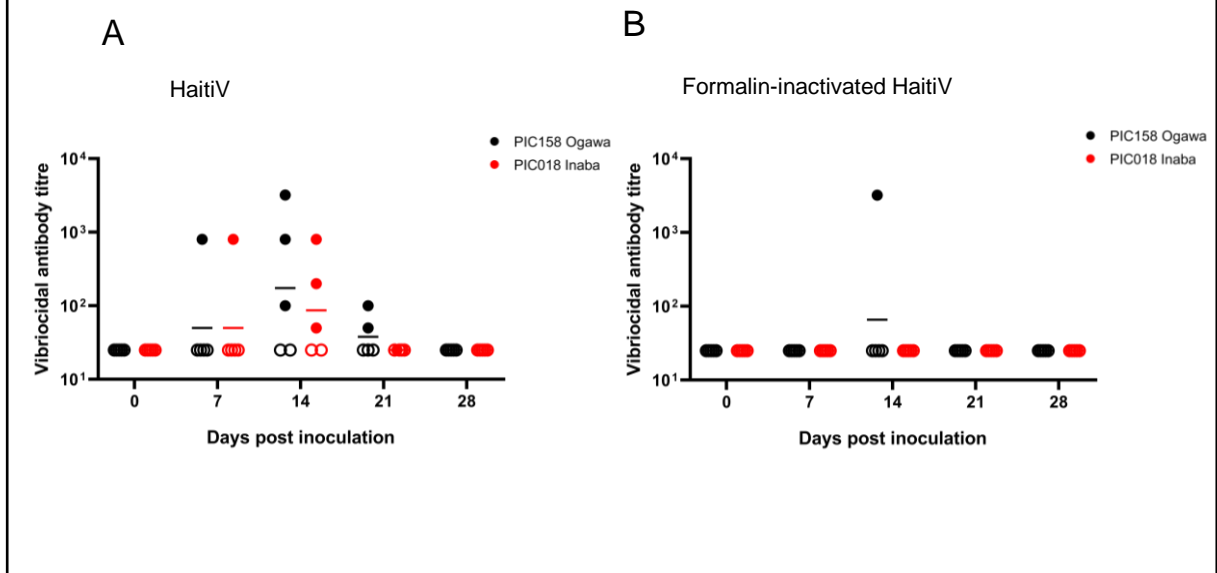 A
B
HaitiV
Formalin-inactivated HaitiV
PIC158 Ogawa
PIC018 Inaba
PIC158 Ogawa
PIC018 Inaba
Vibriocidal antibody titre
10⁴
10³
10²
10¹
0 7 14 21 28
Days post inoculation
Vibriocidal antibody titre
10⁴
10³
10²
10¹
0 7 14 21 28
Days post inoculation